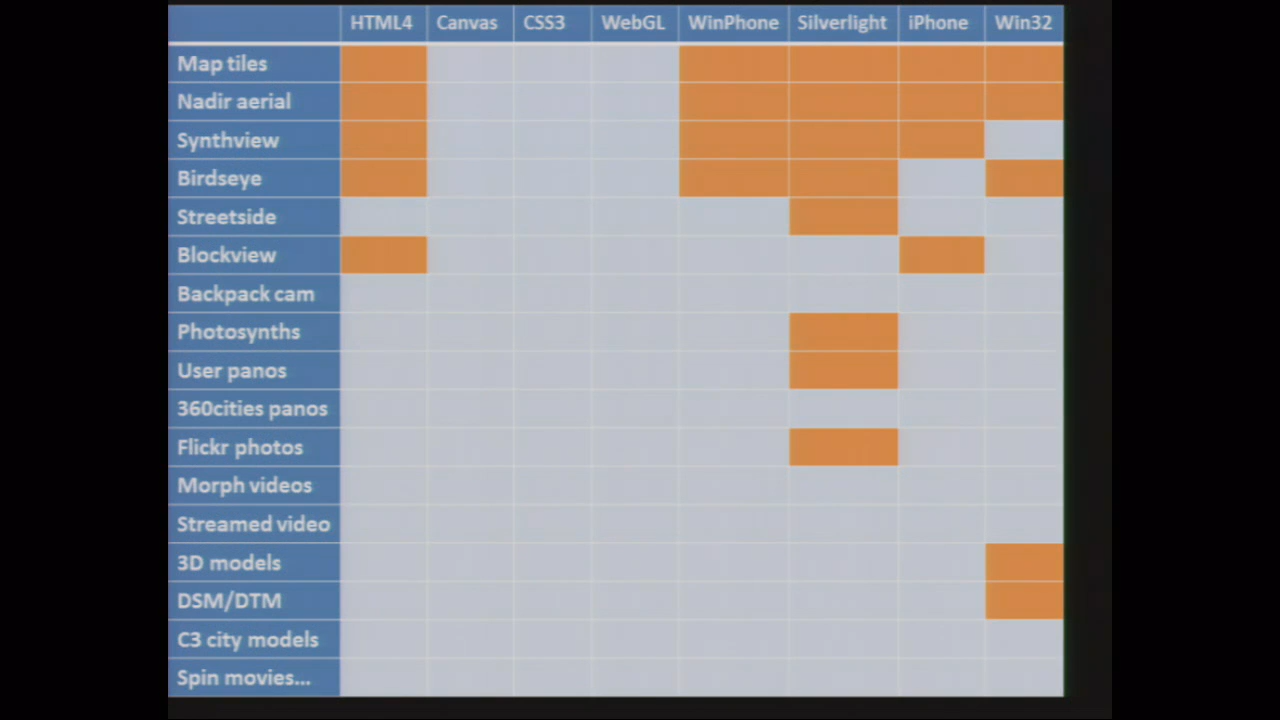 HTML4 Canvas CSS3 WebGL WinPhone Silverlight iPhone Win32
Map tiles
Nadir aerial
Synthview
Birdseye
Streetside
Blockview
Backpack cam
Photosynths
User panos
360cities panos
Flickr photos
Morph videos
Streamed video
3D models
DSM/DTM
C3 city models
Spin movies...